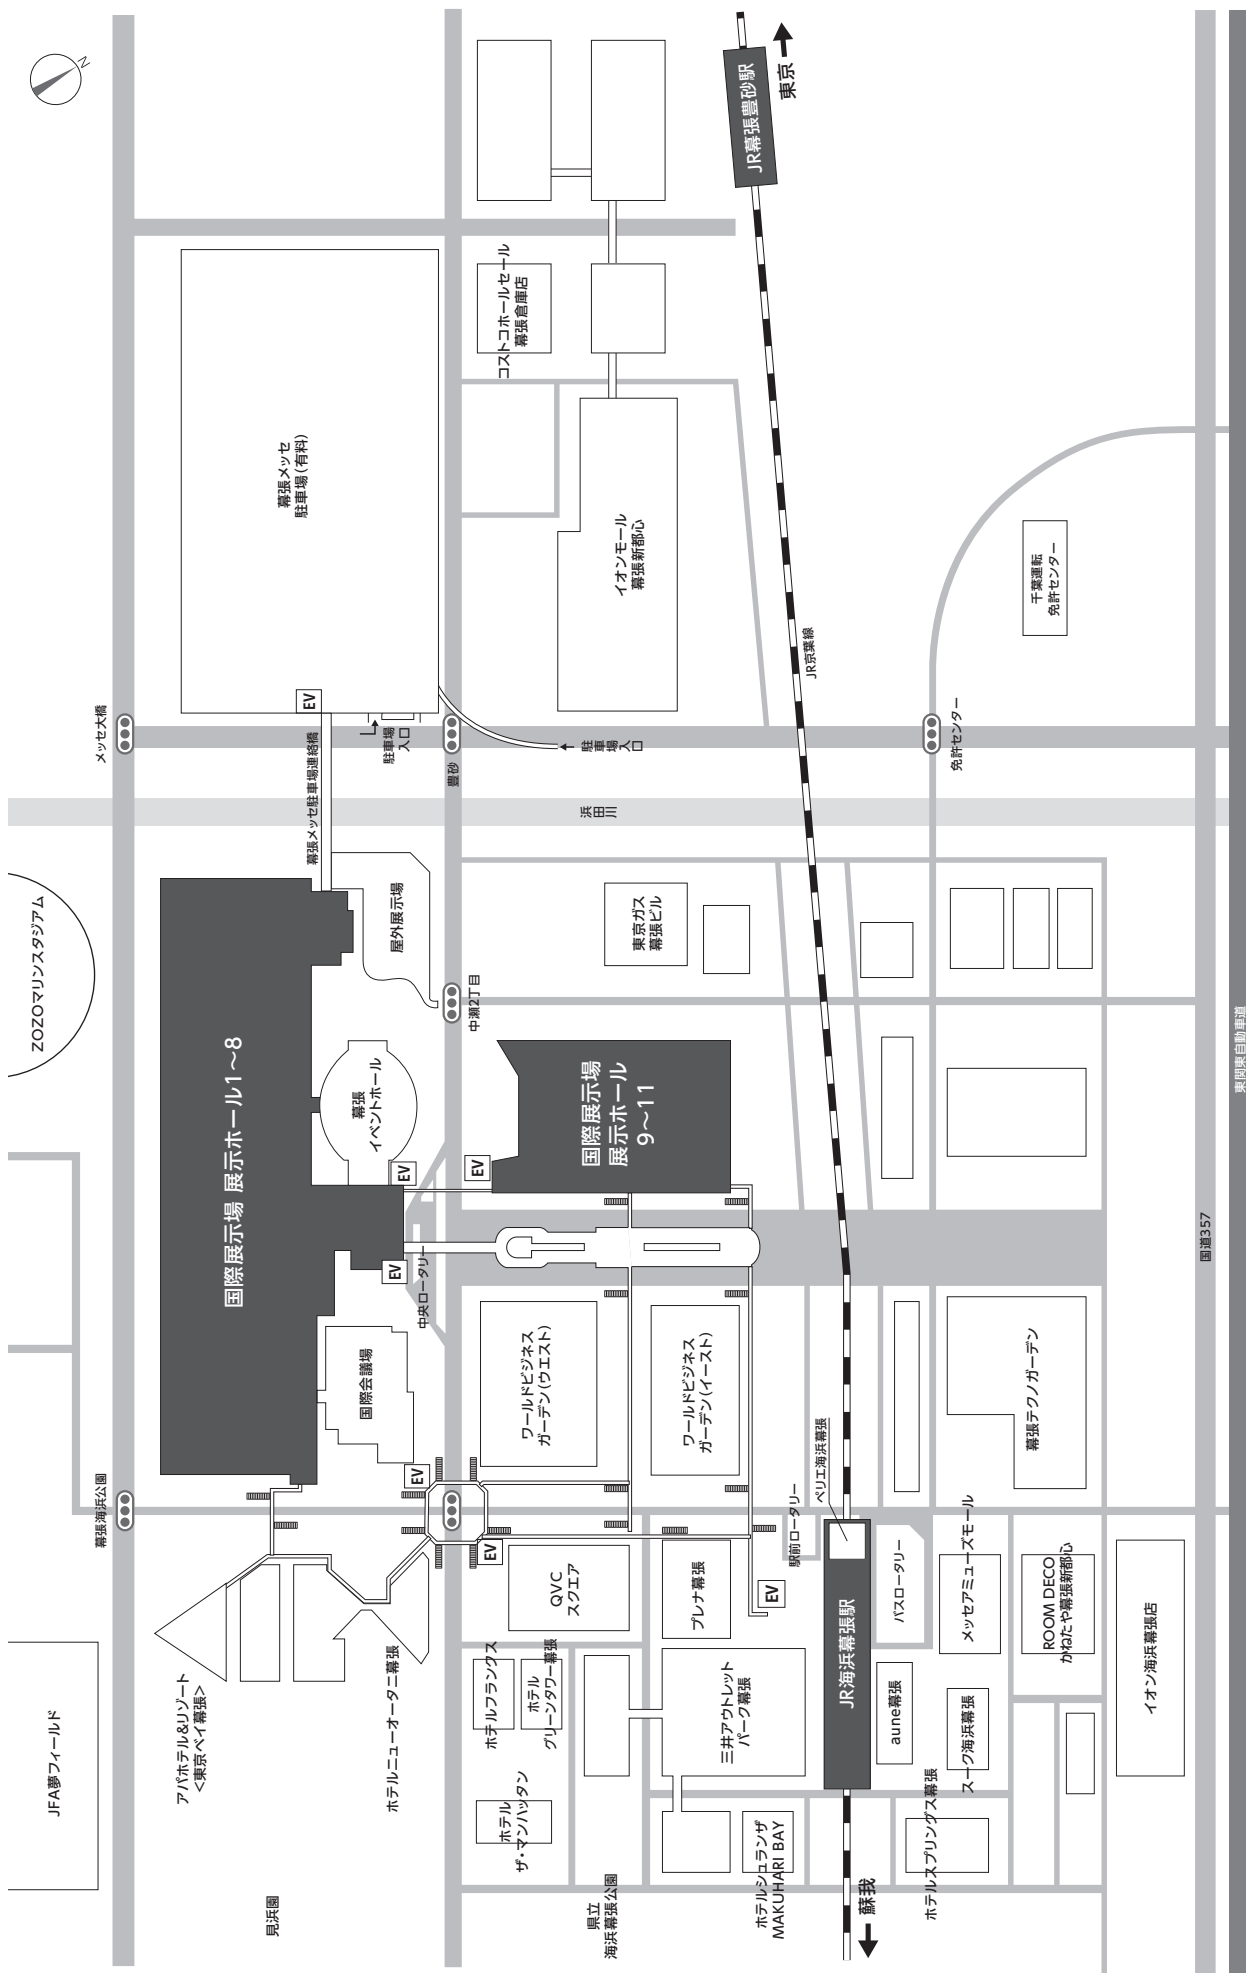 N
JR幕張豊砂駅
東京
コストコホールセール
幕張倉庫店
幕張メッセ
駐車場(有料)
イオンモール
幕張新都心
千葉運転
免許センター
JR京葉線
EV
メッセ大橋
駐車場
入口
豊砂
駐車場
入口
免許センター
幕張メッセ駐車場連絡橋
浜田川
ZOZOマリンスタジアム
屋外展示場
東京ガス
幕張ビル
中瀬2丁目
東関東自動車道
国際展示場 展示ホール1~8
幕張
イベントホール
国際展示場
展示ホール
9~11
EV
EV
EV
中央ロータリー
国道357
国際会議場
ワールドビジネス
ガーデン(ウエスト)
ワールドビジネス
ガーデン(イースト)
幕張テクノガーデン
ペリエ海浜幕張
幕張海浜公園
EV
EV
駅前ロータリー
QVC
スクエア
プレナ幕張
EV
バスロータリー
メッセアミューズモール
ROOM DECO
かねたや幕張新都心
イオン海浜幕張店
JR海浜幕張駅
アパホテル&リゾート
<東京ベイ幕張>
ホテルニューオータニ幕張
ホテルフランクス
ホテル
グリーンタワー幕張
三井アウトレット
パーク幕張
aune幕張
スーク海浜幕張
JFA夢フィールド
ホテル
ザ・マンハッタン
ホテルシュランザ
MAKUHARI BAY
ホテルスプリングス幕張
見浜園
県立
海浜幕張公園
蘇我